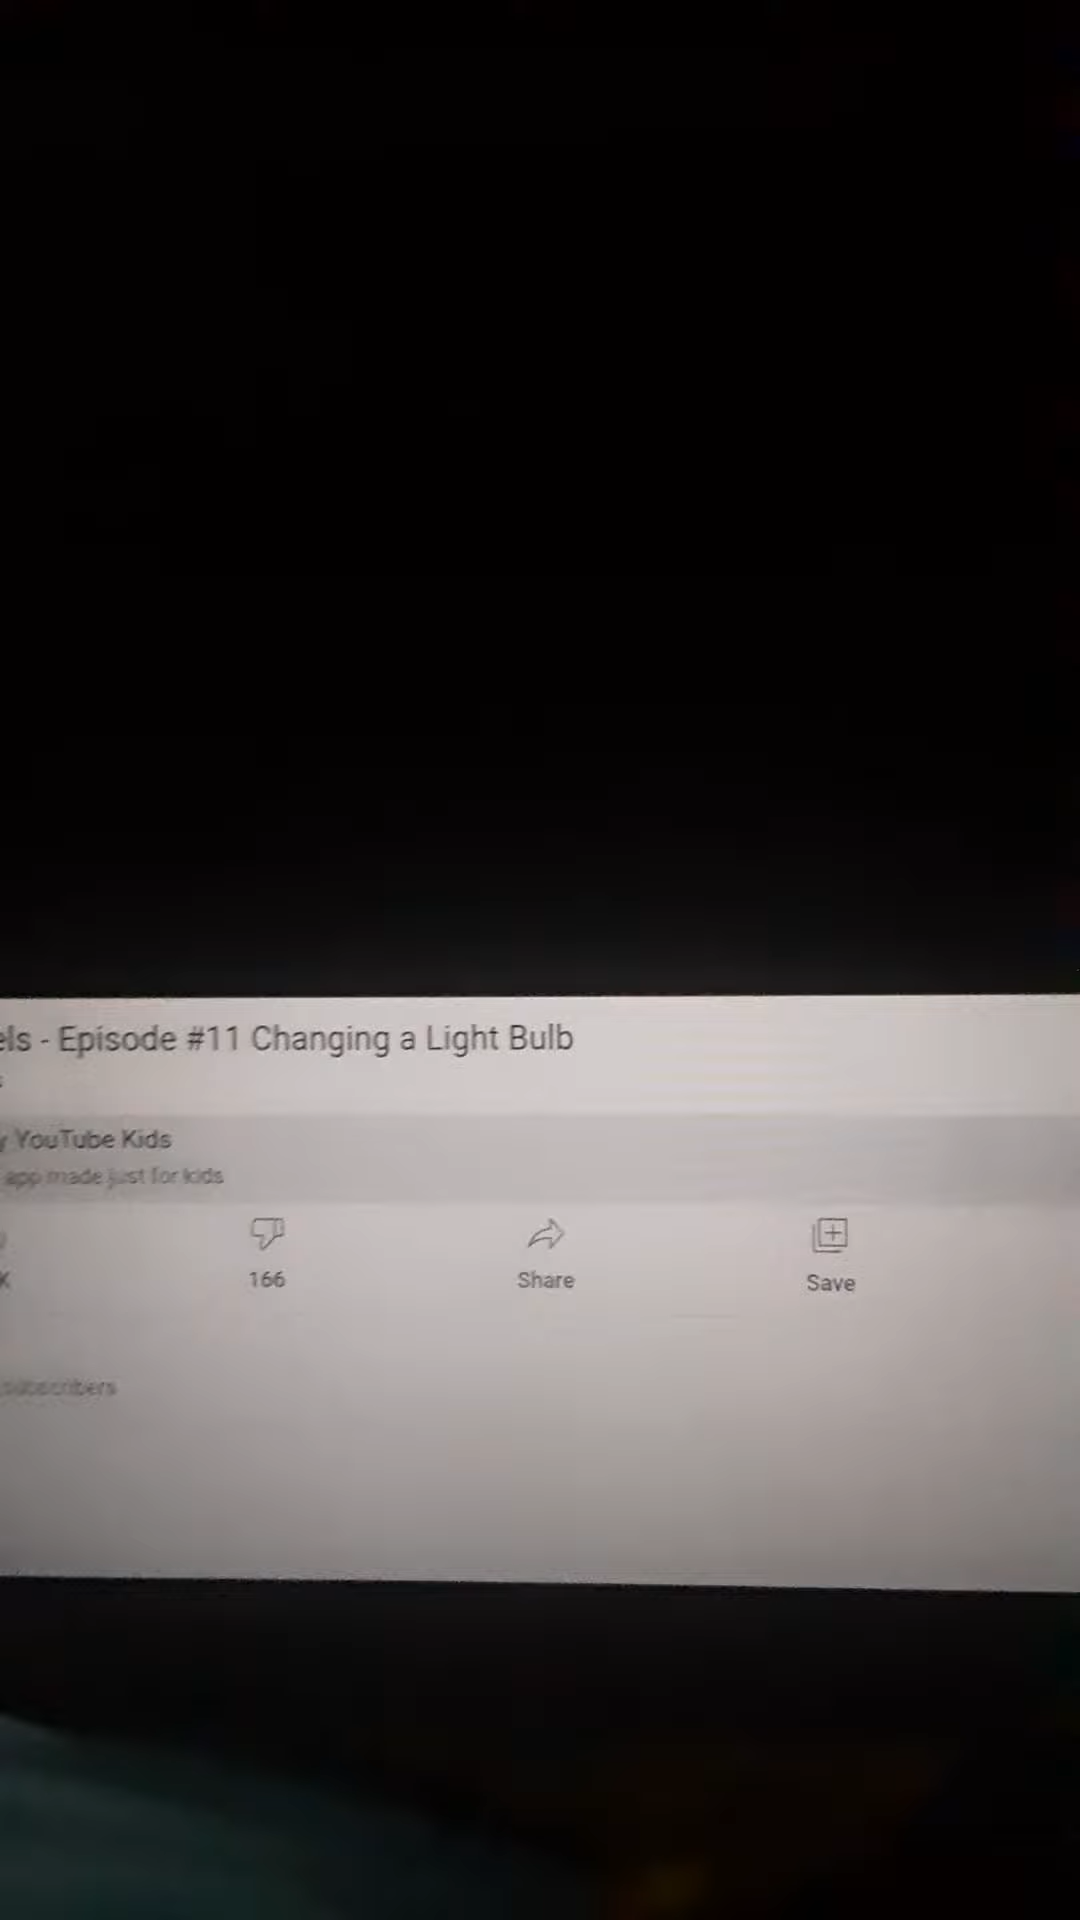 els - Episode #11 Changing a Light Bulb
y YouTube Kids
app made just for kids
K
166
Share
Save
subscribers